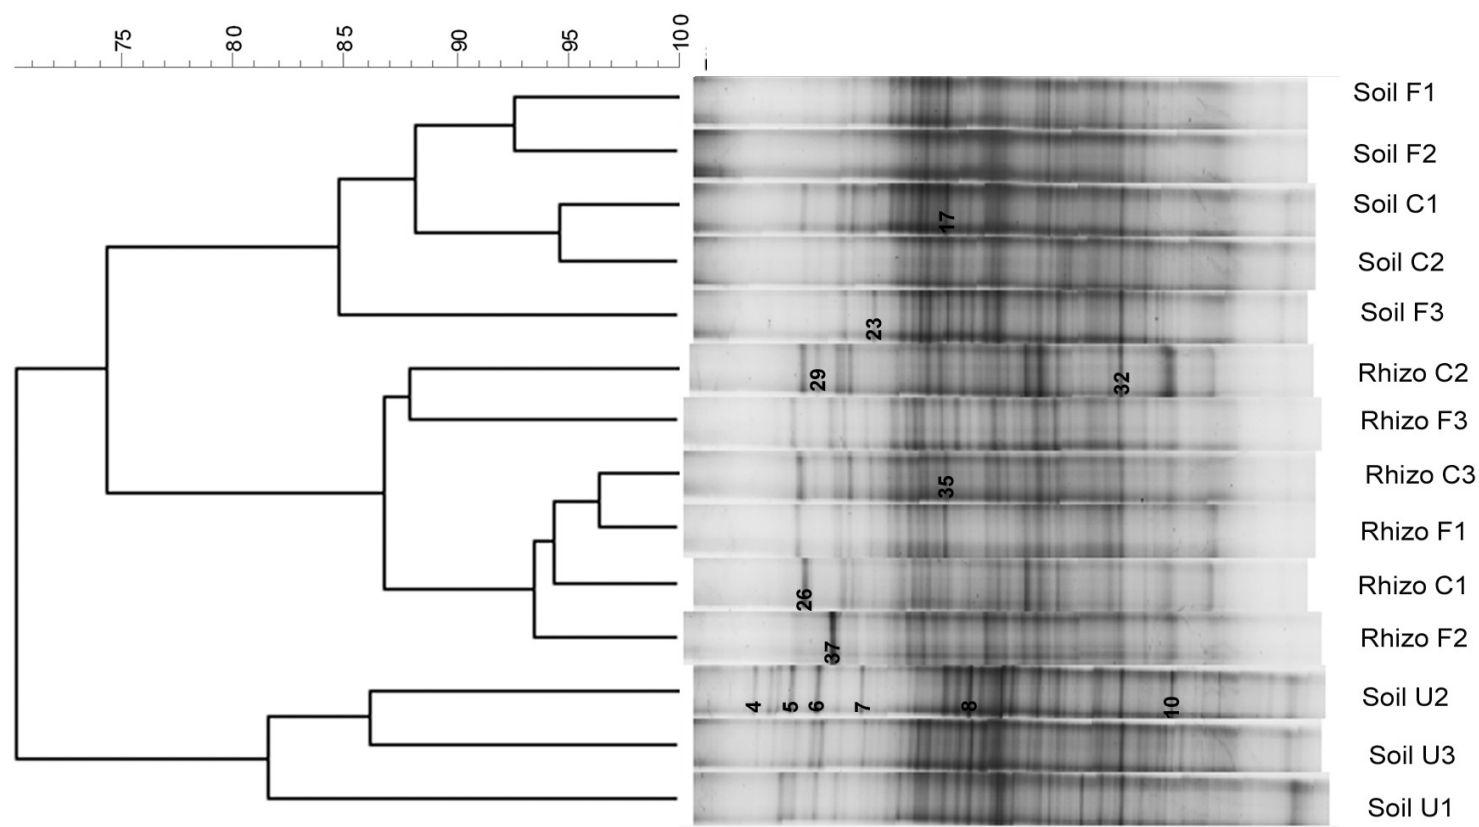 75 80 85 90 95 100
Soil F1
Soil F2
17 Soil C1
Soil C2
23 Soil F3
29 32 Rhizo C2
Rhizo F3
35 Rhizo C3
Rhizo F1
26 Rhizo C1
37 Rhizo F2
4 5 6 7 8 10 Soil U2
Soil U3
Soil U1